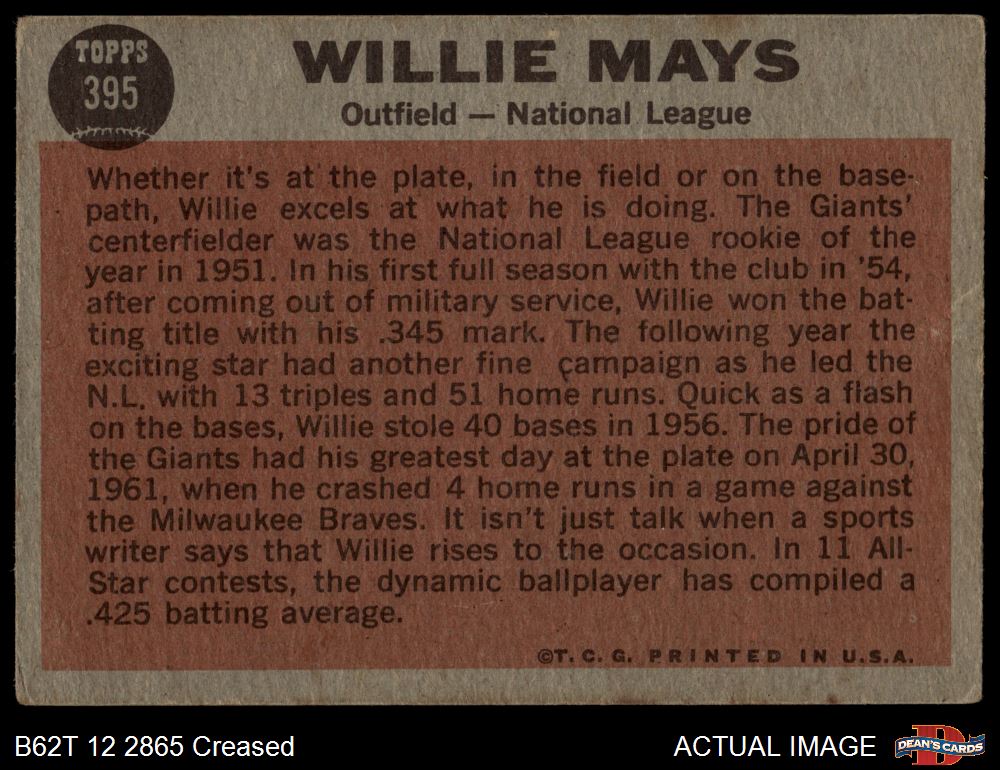 TOPPS
395
WILLIE MAYS
Outfield — National League
Whether it's at the plate, in the field or on the base-
path, Willie excels at what he is doing. The Giants'
centerfielder was the National League rookie of the
year in 1951. In his first full season with the club in '54,
after coming out of military service, Willie won the bat-
ting title with his .345 mark. The following year the
exciting star had another fine campaign as he led the
N.L. with 13 triples and 51 home runs. Quick as a flash
on the bases, Willie stole 40 bases in 1956. The pride of
the Giants had his greatest day at the plate on April 30,
1961, when he crashed 4 home runs in a game against
the Milwaukee Braves. It isn't just talk when a sports
writer says that Willie rises to the occasion. In 11 All-
Star contests, the dynamic ballplayer has compiled a
.425 batting average.
©T. C. G. PRINTED IN U.S.A.
B62T 12 2865 Creased
ACTUAL IMAGE
D
DEAN'S CARDS